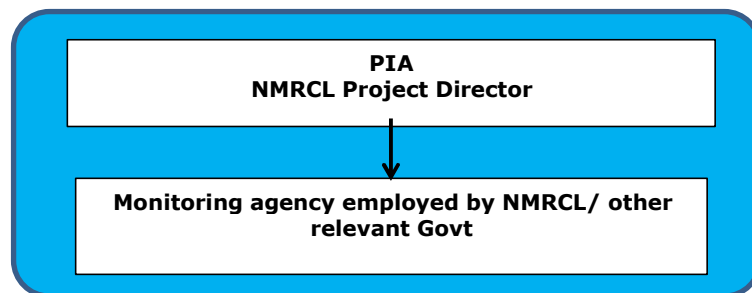 PIA
NMRCL Project Director
Monitoring agency employed by NMRCL/ other
relevant Govt